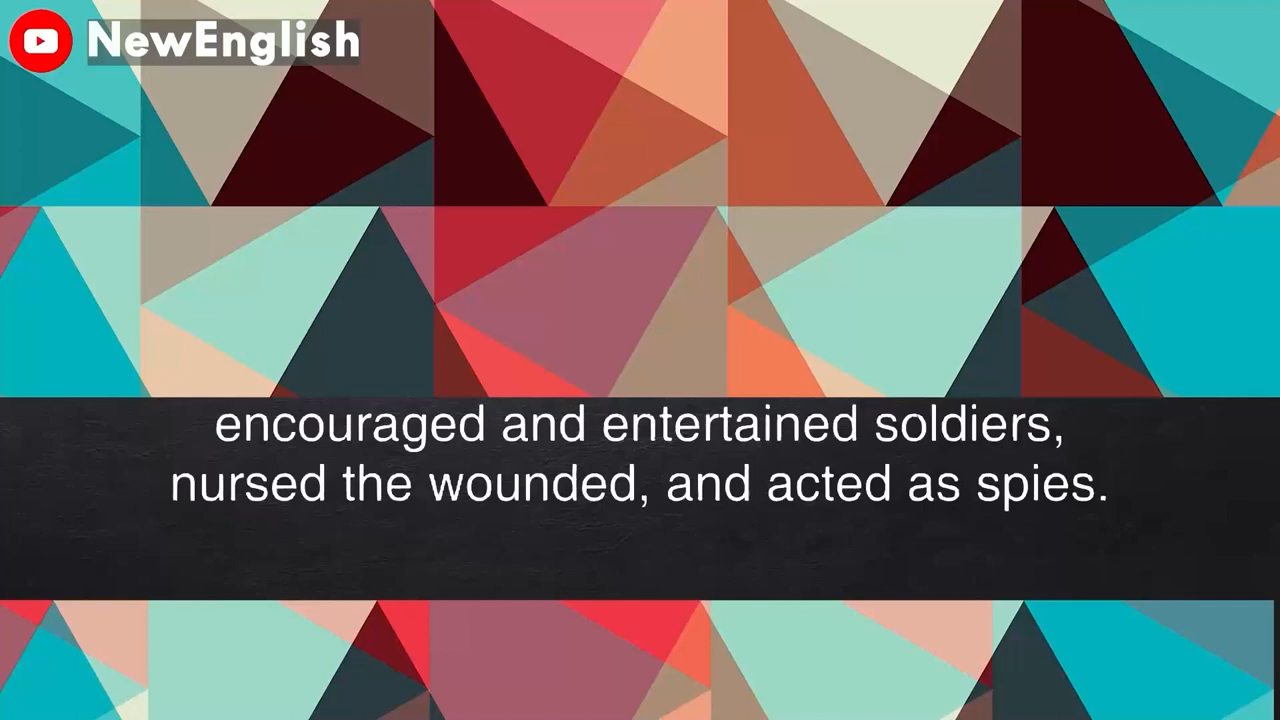 NewEnglish
encouraged and entertained soldiers,
nursed the wounded, and acted as spies.